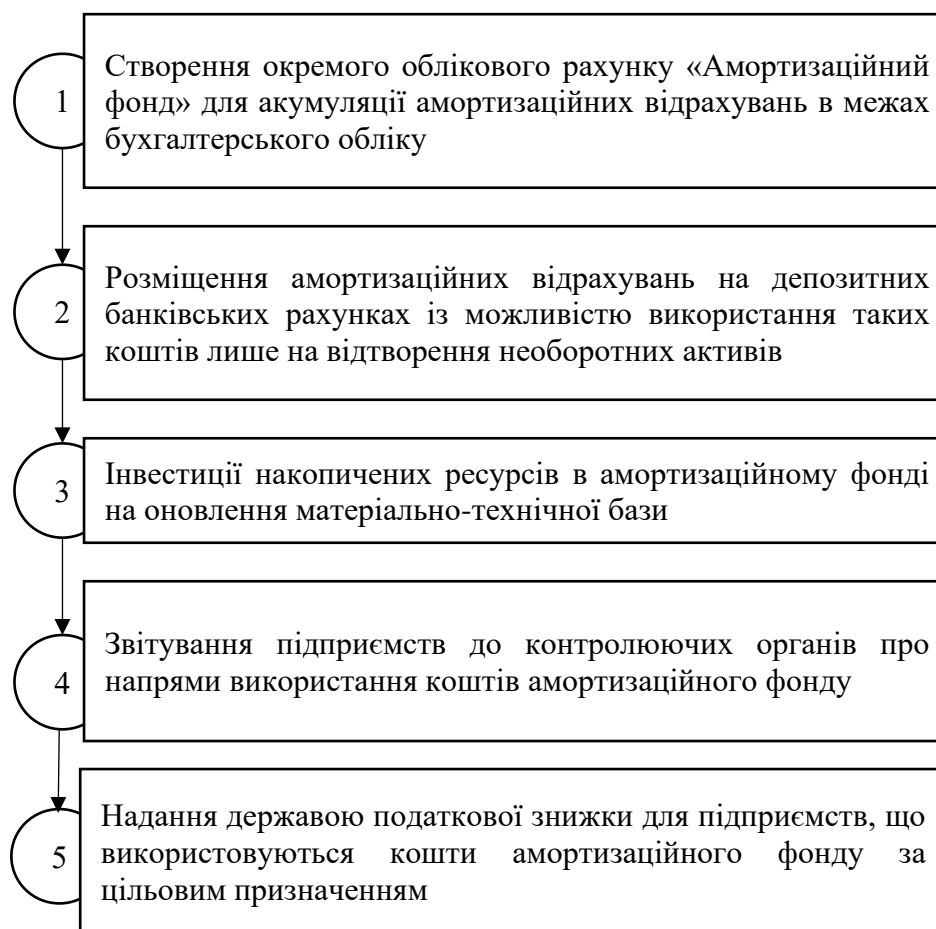 1
Створення окремого облікового рахунку «Амортизаційний
фонд» для акумуляції амортизаційних відрахувань в межах
бухгалтерського обліку
2
Розміщення амортизаційних відрахувань на депозитних
банківських рахунках із можливістю використання таких
коштів лише на відтворення необоротних активів
3
Інвестиції накопичених ресурсів в амортизаційному фонді
на оновлення матеріально-технічної бази
4
Звітування підприємств до контролюючих органів про
напрями використання коштів амортизаційного фонду
5
Надання державою податкової знижки для підприємств, що
використовуються кошти амортизаційного фонду за
цільовим призначенням